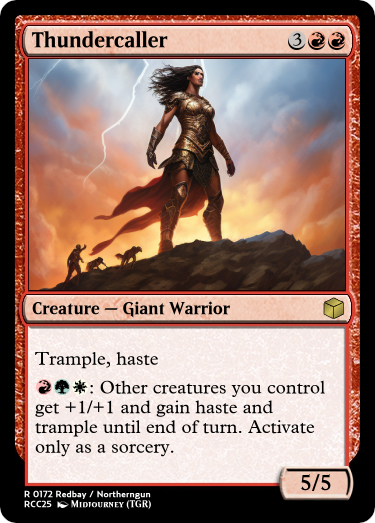 Thundercaller 3
Creature — Giant Warrior
Trample, haste
: Other creatures you control
get +1/+1 and gain haste and
trample until end of turn. Activate
only as a sorcery.
5/5
R 0172 Redbay / Northerngun
RCC25 Midjourney (TGR)